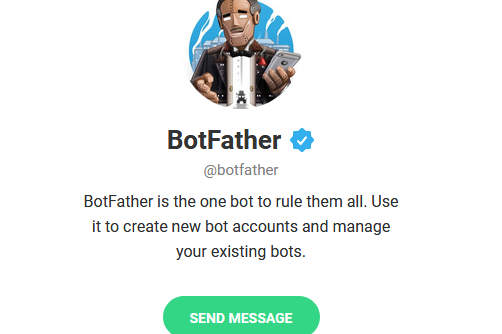 BotFather
@botfather
BotFather is the one bot to rule them all. Use
it to create new bot accounts and manage
your existing bots.
SEND MESSAGE